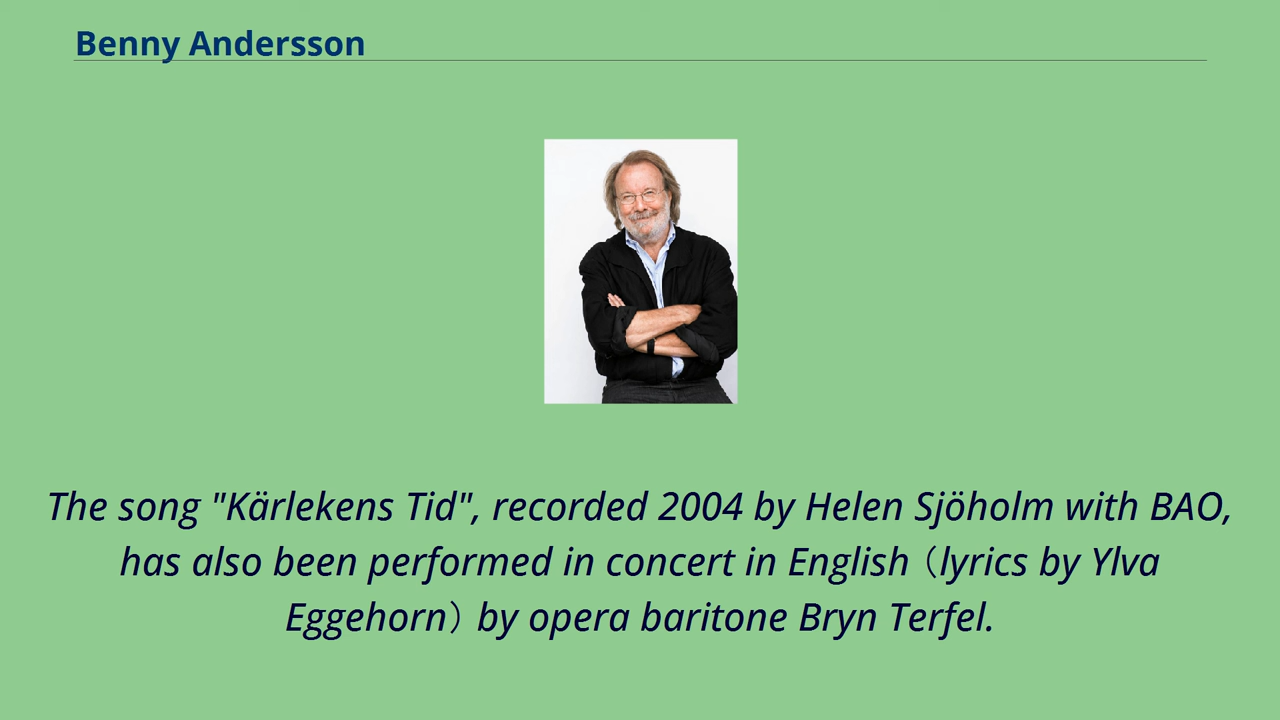 Benny Andersson
The song "Kärlekens Tid", recorded 2004 by Helen Sjöholm with BAO,
has also been performed in concert in English（lyrics by Ylva
Eggehorn）by opera baritone Bryn Terfel.